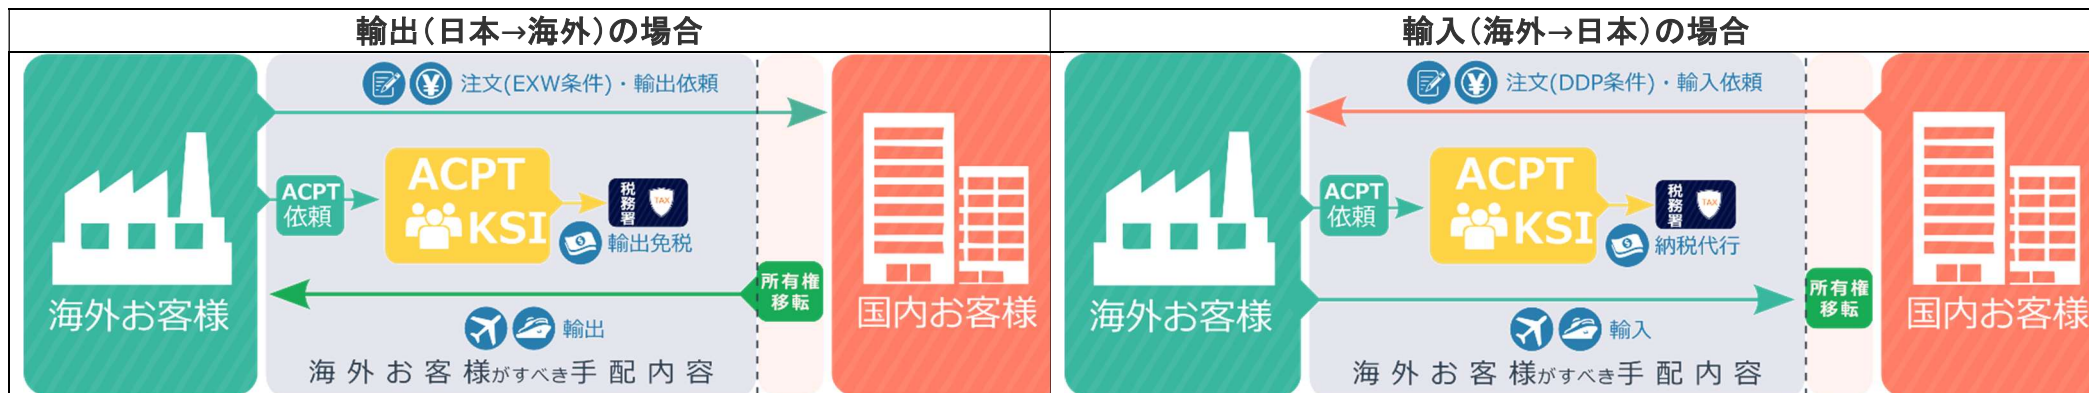 輸出(日本→海外)の場合
注文(EXW条件)・輸出依頼
ACPT
依頼
ACPT
KSI
税務署
TAX
輸出免税
所有権
移転
海外お客様
国内お客様
輸出
海外お客様がすべき手配内容
輸入(海外→日本)の場合
注文(DDP条件)・輸入依頼
ACPT
依頼
ACPT
KSI
税務署
TAX
納税代行
所有権
移転
海外お客様
国内お客様
輸入
海外お客様がすべき手配内容